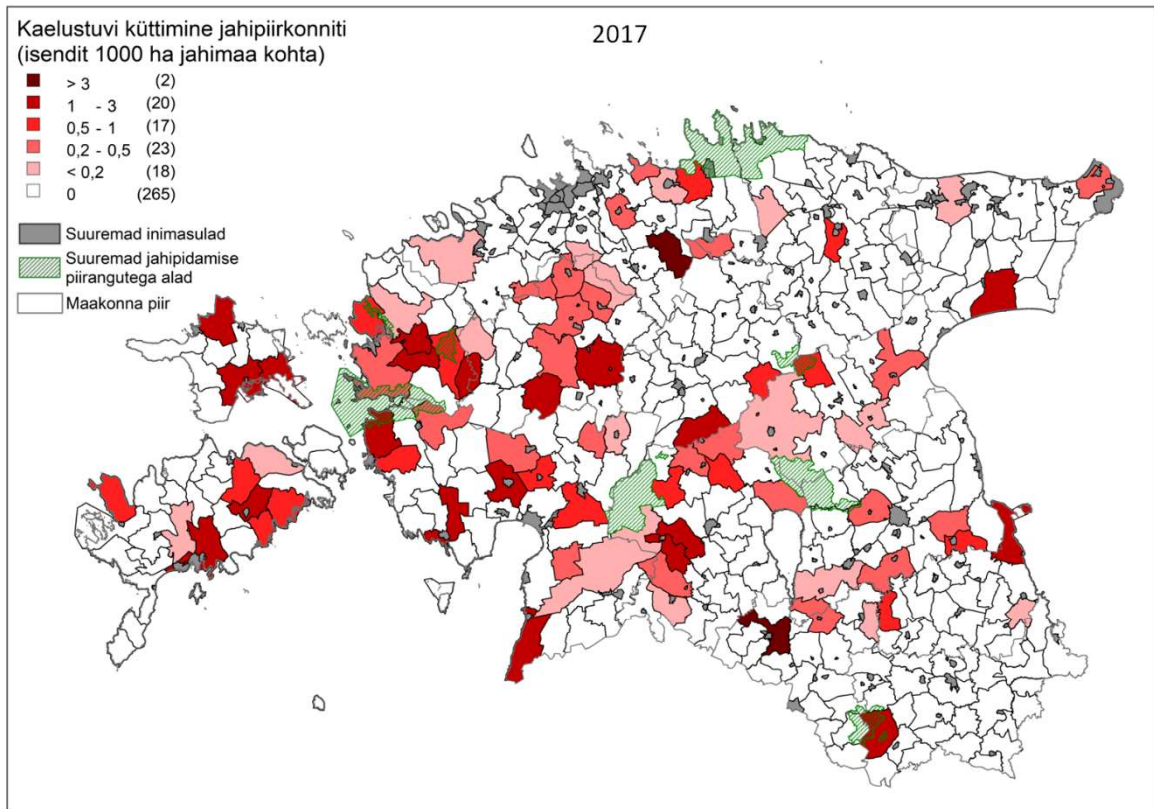 Kaelustuvi küttimine jahipiirkonniti
(isendit 1000 ha jahimaa kohta)
2017
> 3 (2)
1 - 3 (20)
0,5 - 1 (17)
0,2 - 0,5 (23)
< 0,2 (18)
0 (265)
Suuremad inimasulad
Suuremad jahipidamise
piirangutega alad
Maakonna piir